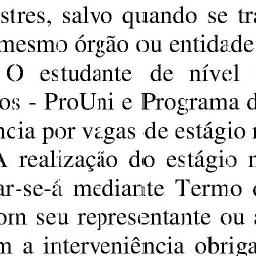 stres, salvo quando se tra
mesmo órgão ou entidade
O estudante de nível
os - ProUni e Programa d
ncia por vagas de estágio n
A realização do estágio n
ar-se-á mediante Termo
om seu representante ou a
m a interveniência obriga